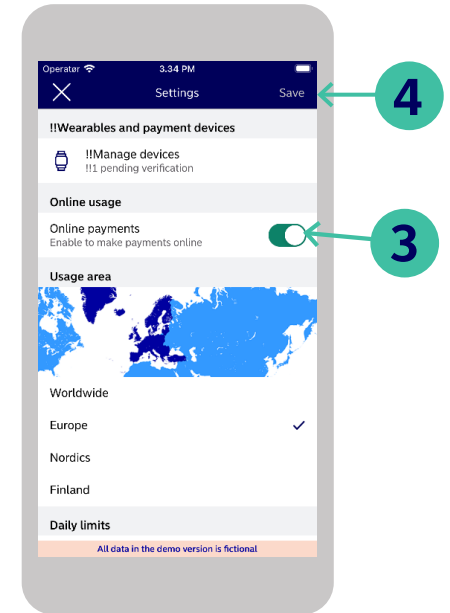 Operatør 3.34 PM
Settings Save
4
!!Wearables and payment devices
!!Manage devices
!!1 pending verification
Online usage
Online payments
Enable to make payments online
3
Usage area
Worldwide
Europe
Nordics
Finland
Daily limits
All data in the demo version is fictional